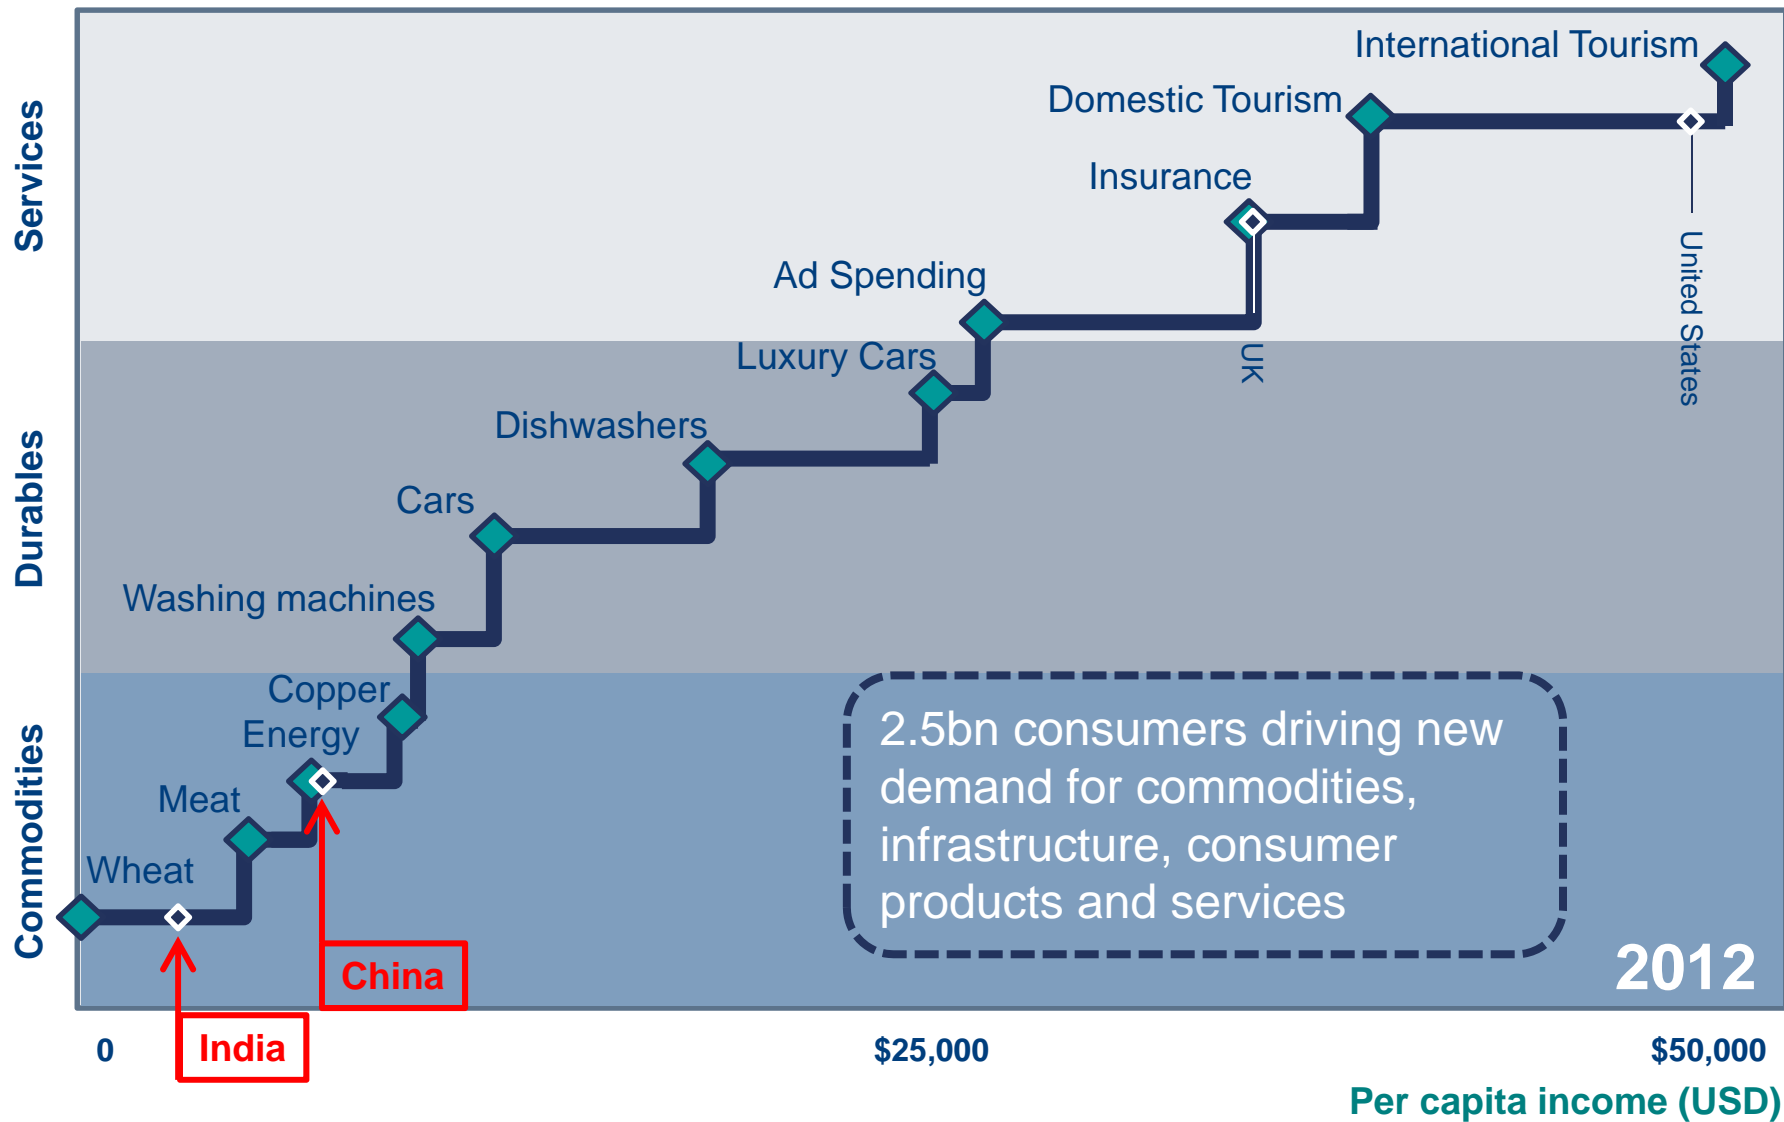 International Tourism
Domestic Tourism
Insurance
Ad Spending
Luxury Cars
Dishwashers
Cars
Washing machines
Copper
Energy
Meat
Wheat
Services
Durables
Commodities
UK
United States
2.5bn consumers driving new
demand for commodities,
infrastructure, consumer
products and services
2012
China
India
0
$25,000
$50,000
Per capita income (USD)